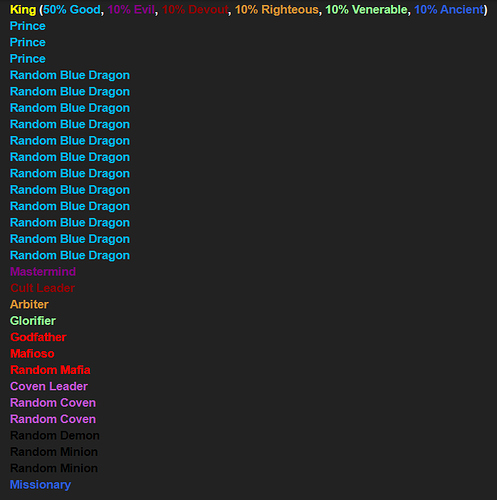 King (50% Good, 10% Evil, 10% Devout, 10% Righteous, 10% Venerable, 10% Ancient)
Prince
Prince
Prince
Random Blue Dragon
Random Blue Dragon
Random Blue Dragon
Random Blue Dragon
Random Blue Dragon
Random Blue Dragon
Random Blue Dragon
Random Blue Dragon
Random Blue Dragon
Random Blue Dragon
Random Blue Dragon
Random Blue Dragon
Mastermind
Cult Leader
Arbiter
Glorifier
Godfather
Mafioso
Random Mafia
Coven Leader
Random Coven
Random Coven
Random Demon
Random Minion
Random Minion
Missionary